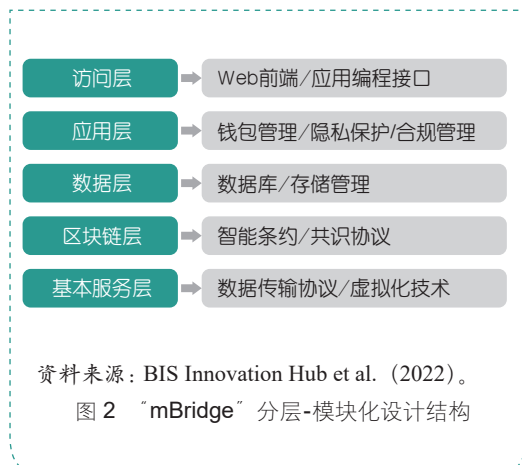 访问层 Web前端/应用编程接口
应用层 钱包管理/隐私保护/合规管理
数据层 数据库/存储管理
区块链层 智能条约/共识协议
基本服务层 数据传输协议/虚拟化技术
资料来源：BIS Innovation Hub et al.（2022）。
图 2 “mBridge”分层-模块化设计结构